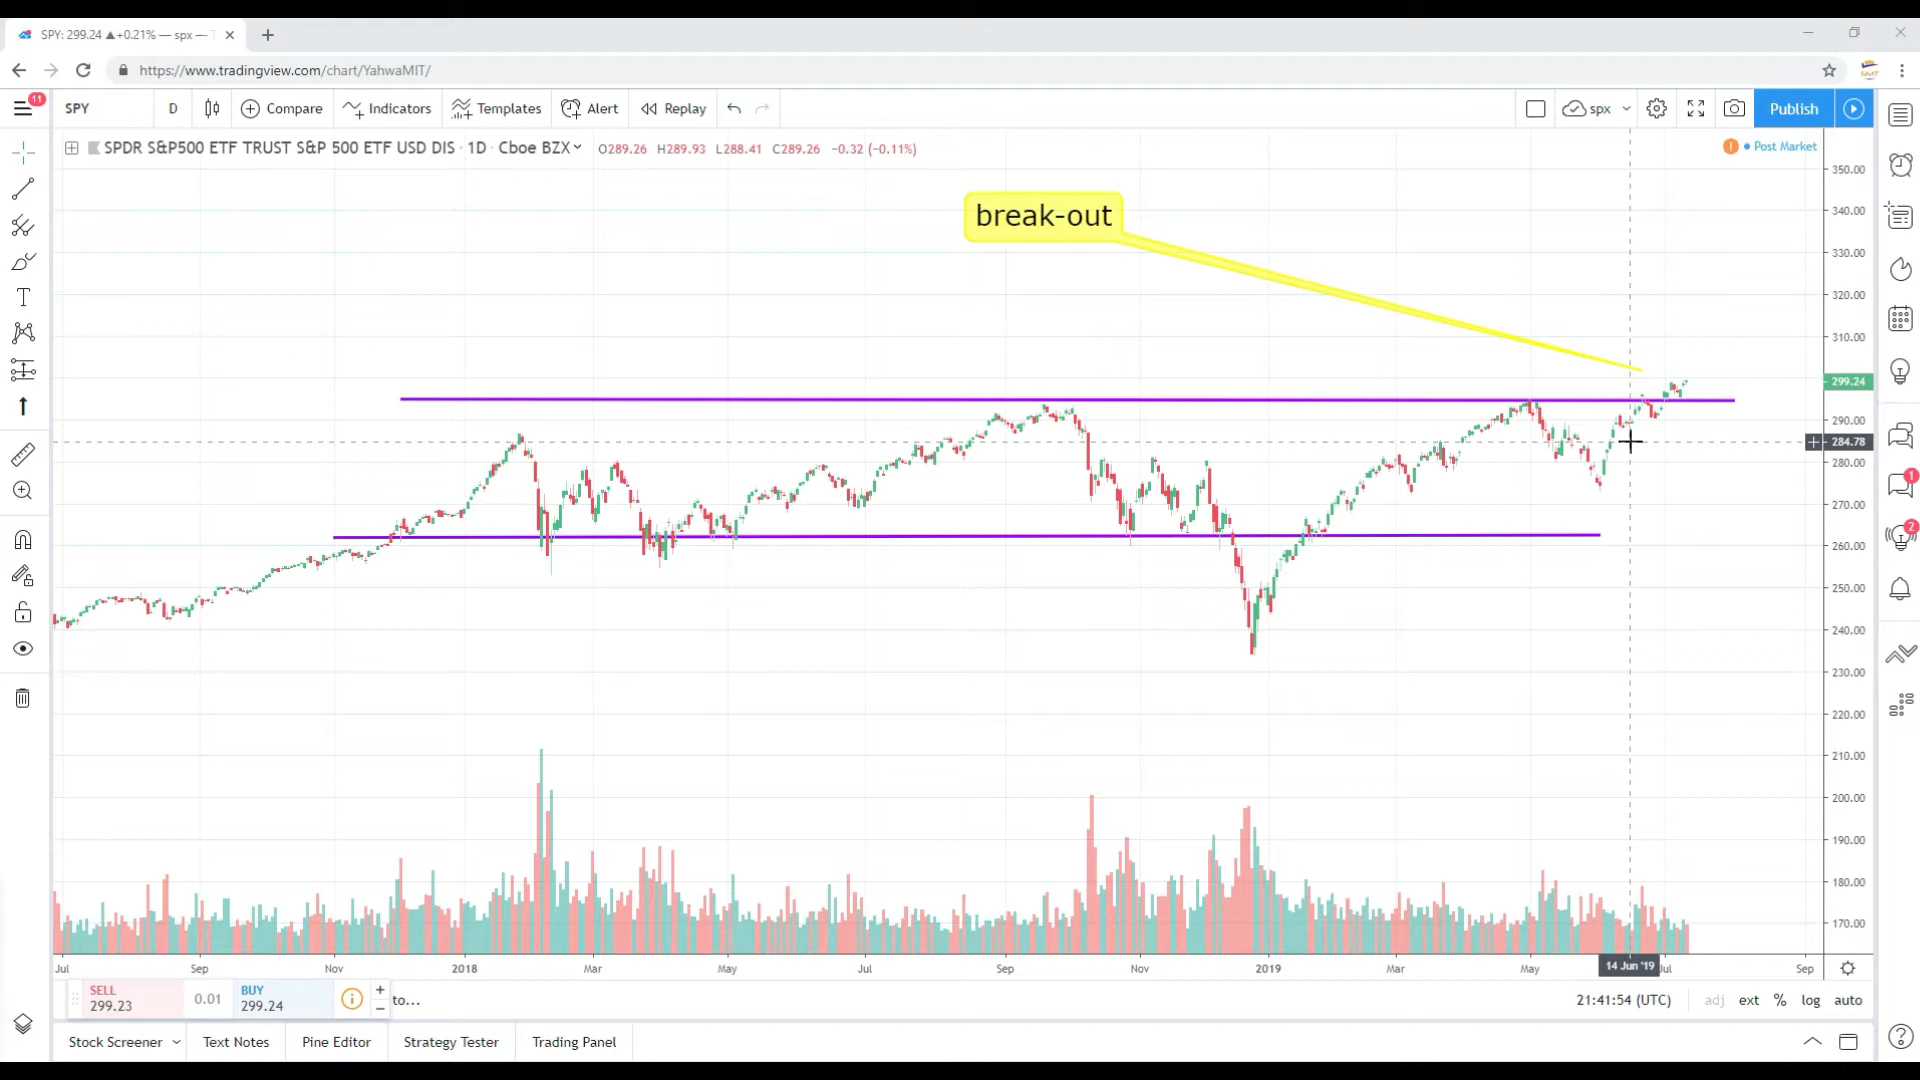 SPY: 299.24 ▲+0.21% — spx —
https://www.tradingview.com/chart/YahwaMIT/
11
SPY D Compare Indicators Templates Alert Replay spx Publish
SPDR S&P500 ETF TRUST S&P 500 ETF USD DIS · 1D · Cboe BZX O289.26 H289.93 L288.41 C289.26 −0.32 (−0.11%)
Post Market
break-out
350.00
340.00
330.00
320.00
310.00
299.24
290.00
284.78
280.00
270.00
260.00
250.00
240.00
230.00
220.00
210.00
200.00
190.00
180.00
170.00
1
2
Jul Sep Nov 2018 Mar May Jul Sep Nov 2019 Mar May 14 Jun '19 Jul Sep
SELL
299.23
0.01
BUY
299.24
to...
21:41:54 (UTC) adj ext % log auto
Stock Screener Text Notes Pine Editor Strategy Tester Trading Panel